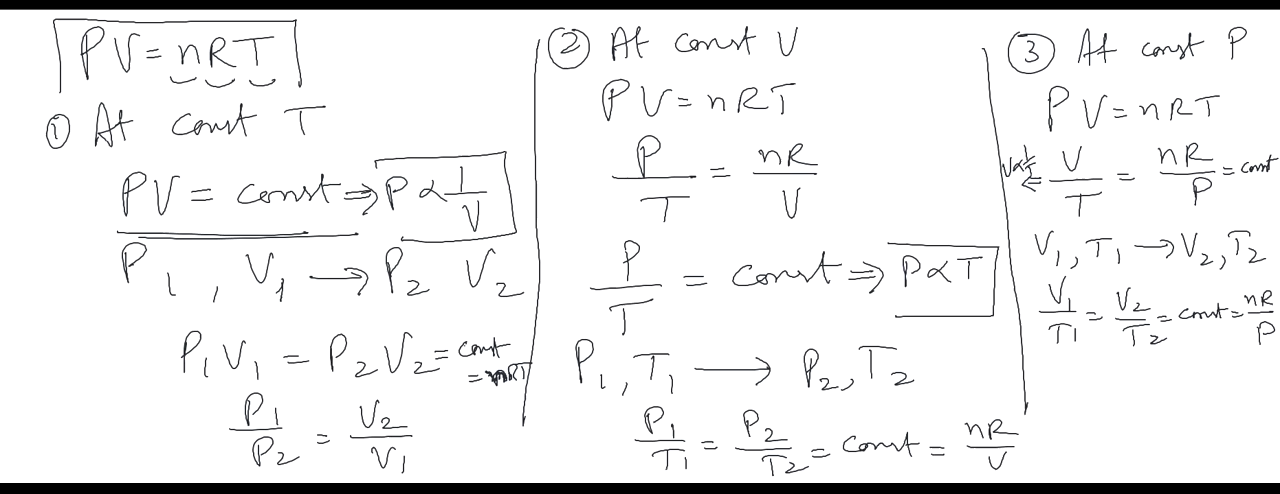 PV = nRT
① At const T
PV = const ⇒ P ∝ 1/V
P₁, V₁ → P₂ V₂
P₁V₁ = P₂V₂ = const
= nRT
P₁/P₂ = V₂/V₁
② At const V
PV = nRT
P/T = nR/V
P/T = const ⇒ P ∝ T
P₁, T₁ → P₂, T₂
P₁/T₁ = P₂/T₂ = const = nR/V
③ At const P
PV = nRT
V/T = nR/P = const
V₁, T₁ → V₂, T₂
V₁/T₁ = V₂/T₂ = const = nR/P